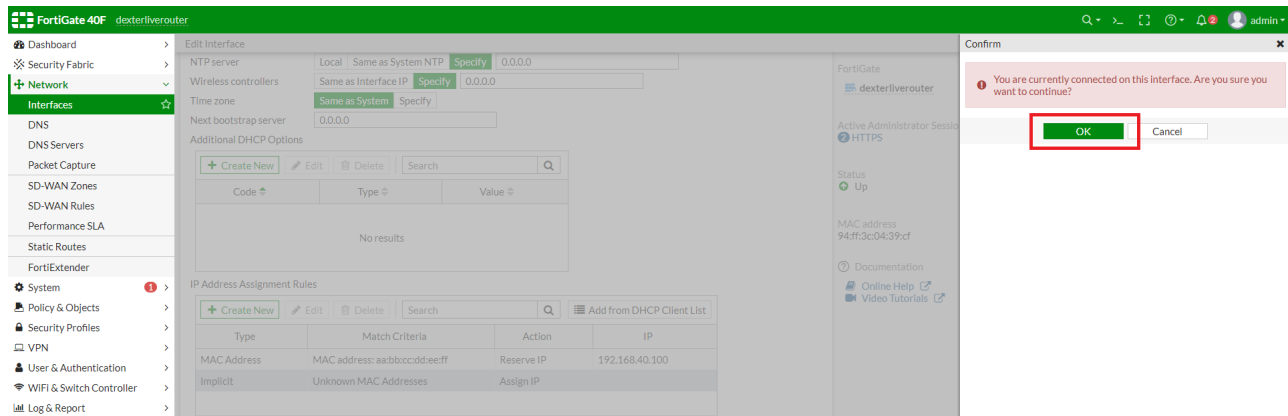 FortiGate 40F dexterliverouter
2 admin
Dashboard
Security Fabric
Network
Interfaces
DNS
DNS Servers
Packet Capture
SD-WAN Zones
SD-WAN Rules
Performance SLA
Static Routes
FortiExtender
System 1
Policy & Objects
Security Profiles
VPN
User & Authentication
WiFi & Switch Controller
Log & Report
Edit Interface
NTP server Local Same as System NTP Specify 0.0.0.0
Wireless controllers Same as Interface IP Specify 0.0.0.0
Time zone Same as System Specify
Next bootstrap server 0.0.0.0
Additional DHCP Options
+ Create New Edit Delete Search
Code Type Value
No results
IP Address Assignment Rules
+ Create New Edit Delete Search Add from DHCP Client List
Type Match Criteria Action IP
MAC Address MAC address: aa:bb:cc:dd:ee:ff Reserve IP 192.168.40.100
Implicit Unknown MAC Addresses Assign IP
FortiGate
dexterliverouter
Active Administrator Sessio
2 HTTPS
Status
Up
MAC address
94:ff:3c:04:39:cf
Documentation
Online Help
Video Tutorials
Confirm
You are currently connected on this interface. Are you sure you
want to continue?
OK Cancel